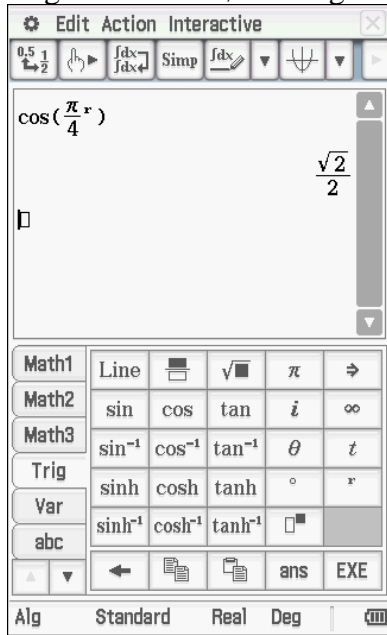 Edit Action Interactive
0.5 1/2 ∫dx ∫dx Simp ∫dx
cos(π/4 r)
√2/2
Math1 Line √■ π ⇒
Math2 sin cos tan i ∞
Math3 sin⁻¹ cos⁻¹ tan⁻¹ θ t
Trig sinh cosh tanh ° r
Var sinh⁻¹ cosh⁻¹ tanh⁻¹ □■
abc
ans EXE
Alg Standard Real Deg